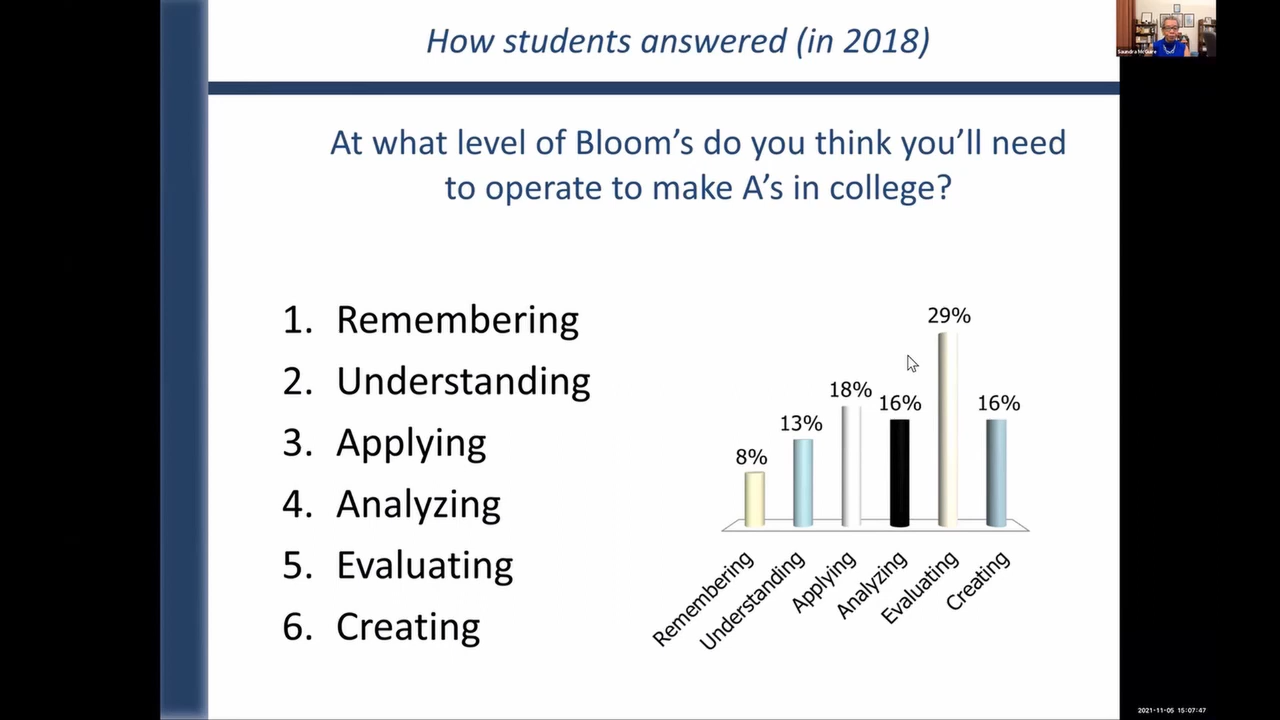 How students answered (in 2018)
Saundra McGuire
At what level of Bloom's do you think you'll need
to operate to make A's in college?
1. Remembering
2. Understanding
3. Applying
4. Analyzing
5. Evaluating
6. Creating
8%
13%
18%
16%
29%
16%
Remembering
Understanding
Applying
Analyzing
Evaluating
Creating
2021-11-05 15:07:47